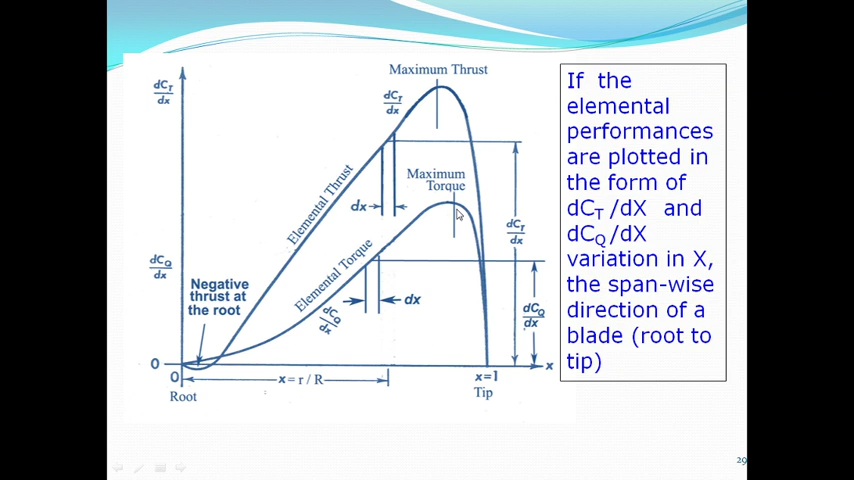 Maximum Thrust
dC_T
dx
dC_T
dx
Maximum
Torque
Elemental Thrust
dx
dC_T
dx
dC_Q
dx
Elemental Torque
Negative
thrust at
the root
dx
dC_Q
dx
dC_Q
dx
0
x
0
x = r / R
x=1
Root
Tip
If the
elemental
performances
are plotted in
the form of
dC_T /dX and
dC_Q /dX
variation in X,
the span-wise
direction of a
blade (root to
tip)
29